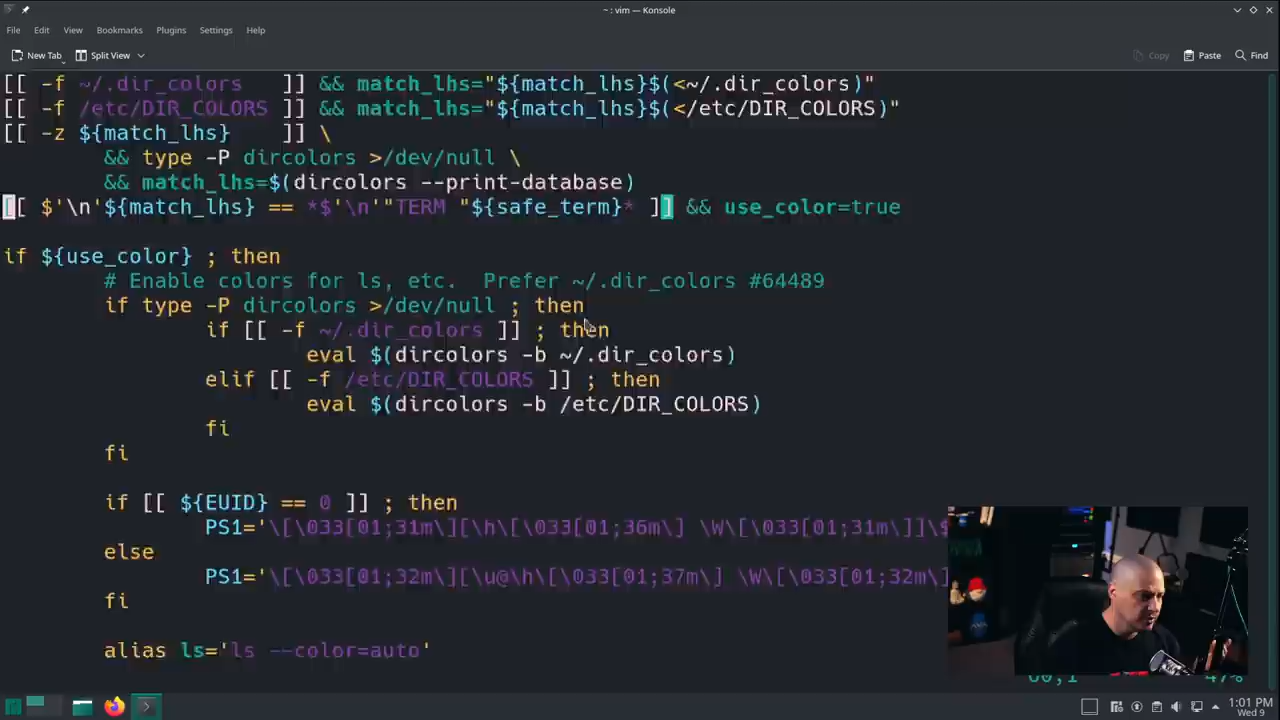 ~ : vim — Konsole
File Edit View Bookmarks Plugins Settings Help
New Tab Split View Copy Paste Find
[[ -f ~/.dir_colors   ]] && match_lhs="${match_lhs}$(<~/.dir_colors)"
[[ -f /etc/DIR_COLORS ]] && match_lhs="${match_lhs}$(</etc/DIR_COLORS)"
[[ -z ${match_lhs}    ]] \
        && type -P dircolors >/dev/null \
        && match_lhs=$(dircolors --print-database)
[[ $'\n'${match_lhs} == *$'\n'"TERM "${safe_term}* ]] && use_color=true
if ${use_color} ; then
        # Enable colors for ls, etc.  Prefer ~/.dir_colors #64489
        if type -P dircolors >/dev/null ; then
                if [[ -f ~/.dir_colors ]] ; then
                        eval $(dircolors -b ~/.dir_colors)
                elif [[ -f /etc/DIR_COLORS ]] ; then
                        eval $(dircolors -b /etc/DIR_COLORS)
                fi
        fi
        if [[ ${EUID} == 0 ]] ; then
                PS1='\[\033[01;31m\][\h\[\033[01;36m\] \W\[\033[01;31m\]]\$
        else
                PS1='\[\033[01;32m\][\u@\h\[\033[01;37m\] \W\[\033[01;32m\]
        fi
        alias ls='ls --color=auto'
60,1 47%
1:01 PM
Wed 9